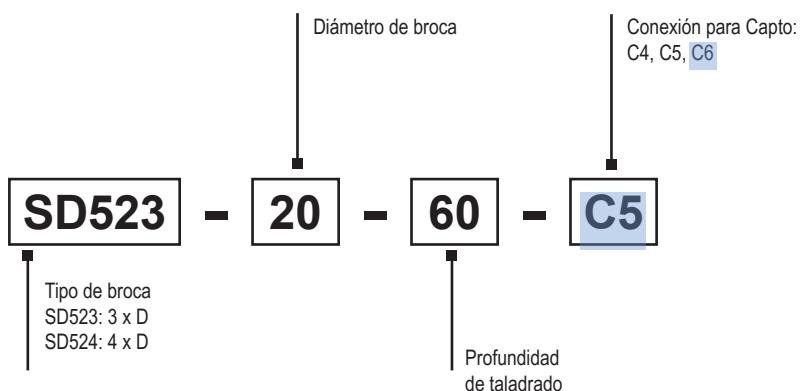 Diámetro de broca
Conexión para Capto:
C4, C5, C6
SD523 - 20 - 60 - C5
Tipo de broca
SD523: 3 x D
SD524: 4 x D
Profundidad
de taladrado